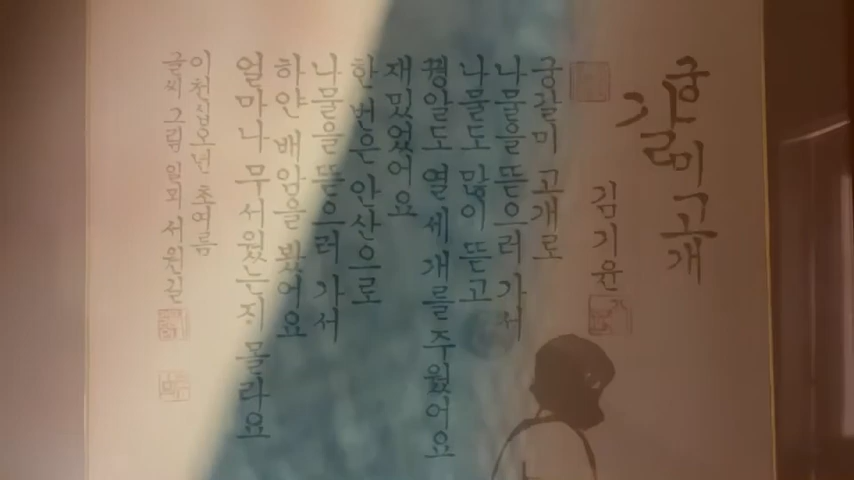 궁갈미고개
김기윤
궁갈미 고개로
나물을 뜯으러 가서
나물도 많이 뜯고
꿩알도 열세 개를 주웠어요
재밌었어요
한 번은 안산으로
나물을 뜯으러 가서
하얀 배암을 봤어요
얼마나 무서웠는지 몰라요
이천십오년 초여름
글씨 그림 일뫼 서원길